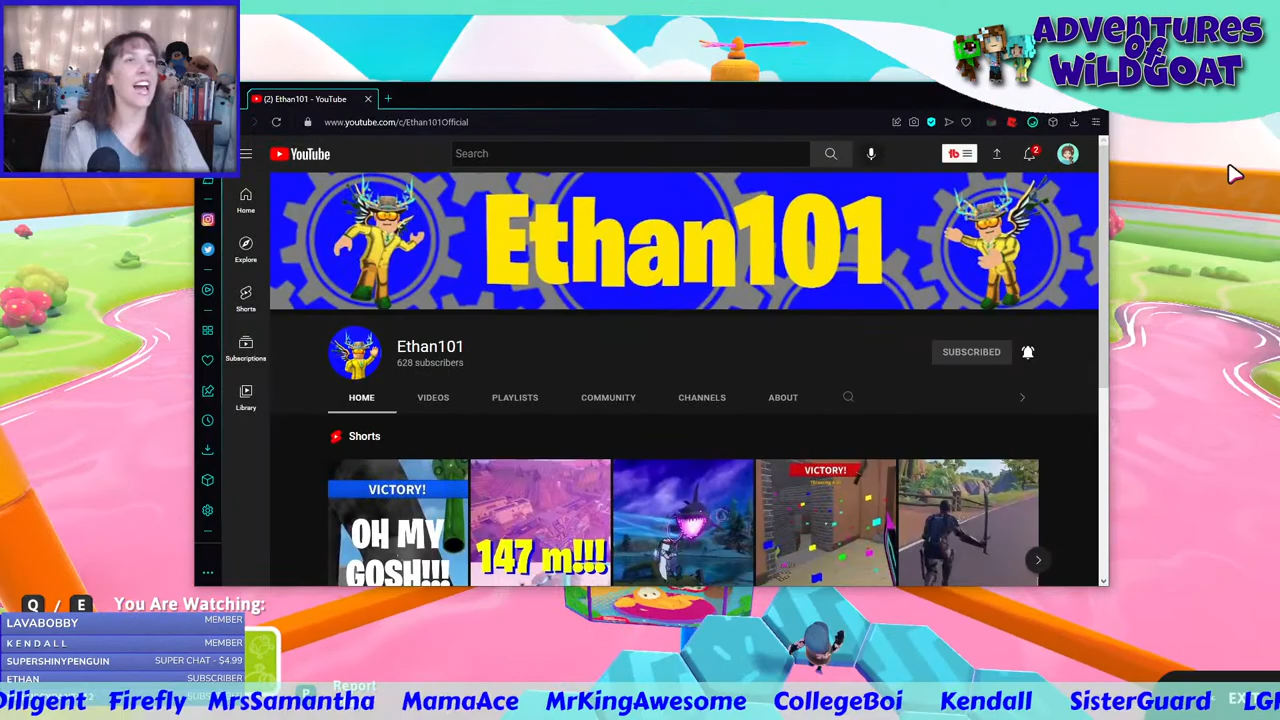 ADVENTURES
OF
WILDGOAT
(2) Ethan101 - YouTube
www.youtube.com/c/Ethan101Official
YouTube
Search
2
Home
Explore
Shorts
Subscriptions
Library
Ethan101
Ethan101
628 subscribers
SUBSCRIBED
HOME VIDEOS PLAYLISTS COMMUNITY CHANNELS ABOUT
Shorts
VICTORY!
OH MY
GOSH!!!
147 m!!!
VICTORY!
Q / E You Are Watching:
LAVABOBBY MEMBER
KENDALL MEMBER
SUPERSHINYPENGUIN SUPER CHAT - $4.99
ETHAN SUBSCRIBER
P Report
Diligent Firefly MrsSamantha MamaAce MrKingAwesome CollegeBoi Kendall SisterGuard